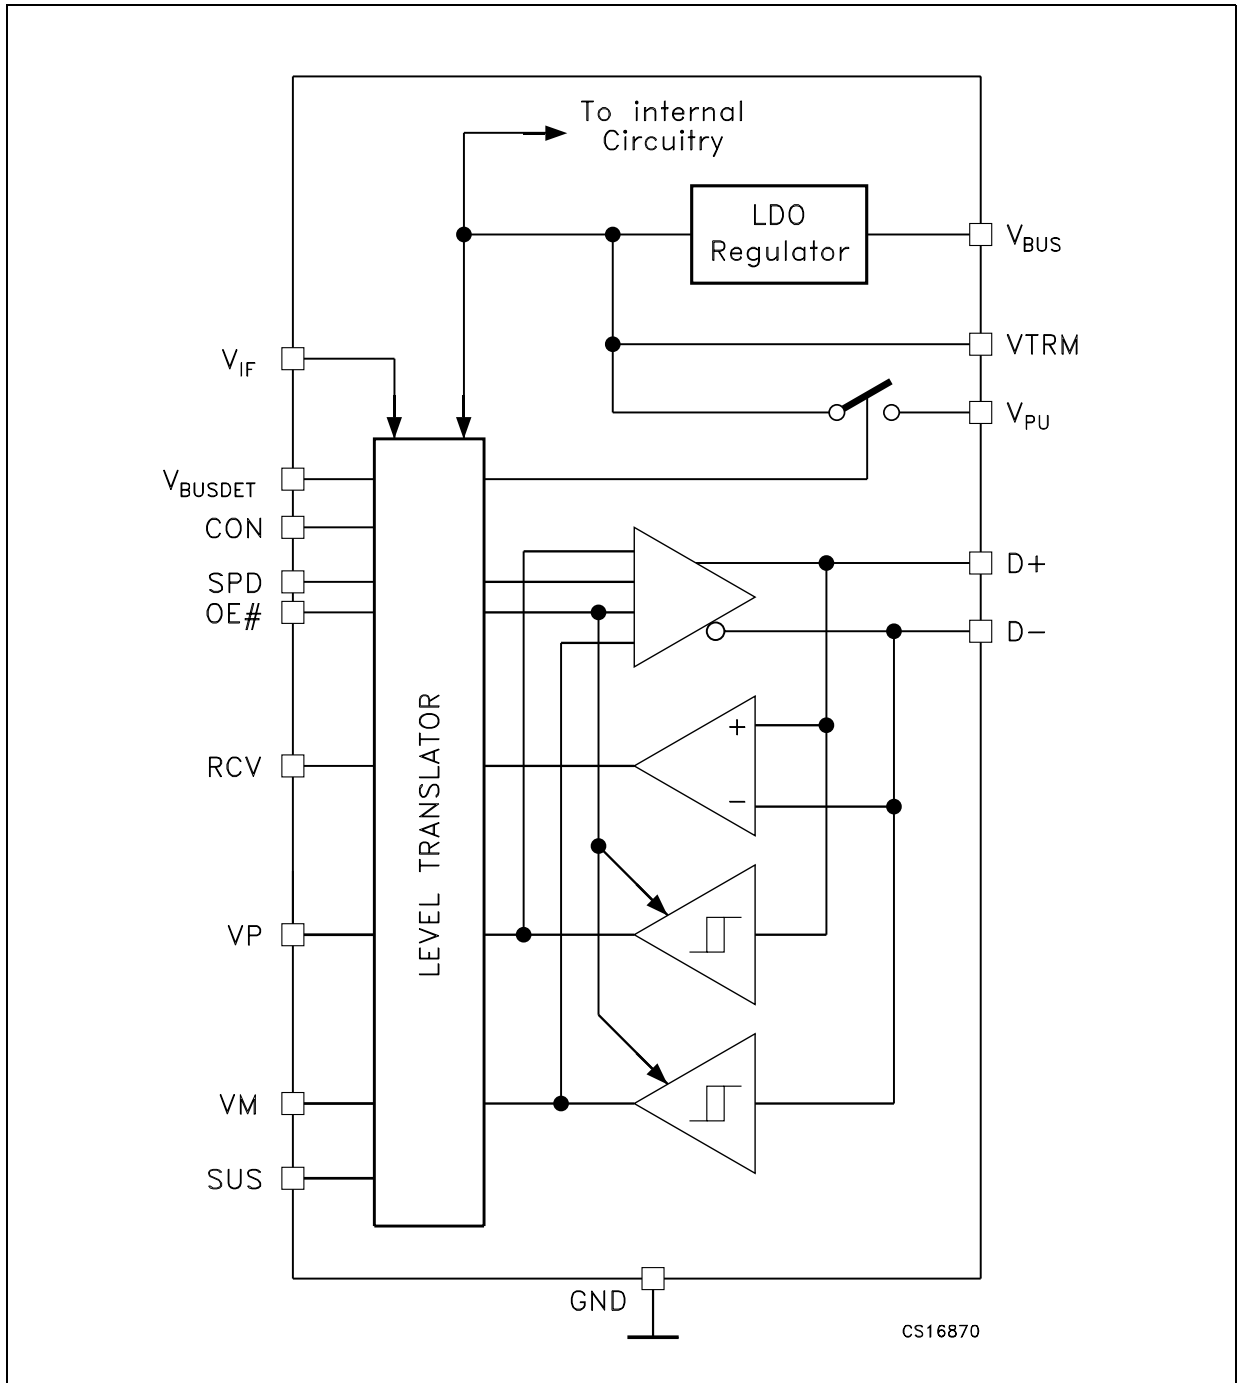 To internal
Circuitry
LDO
Regulator
VBUS
VTRM
VIF
VPU
VBUSDET
CON
SPD
OE#
D+
D-
+
-
RCV
LEVEL TRANSLATOR
VP
VM
SUS
GND
CS16870